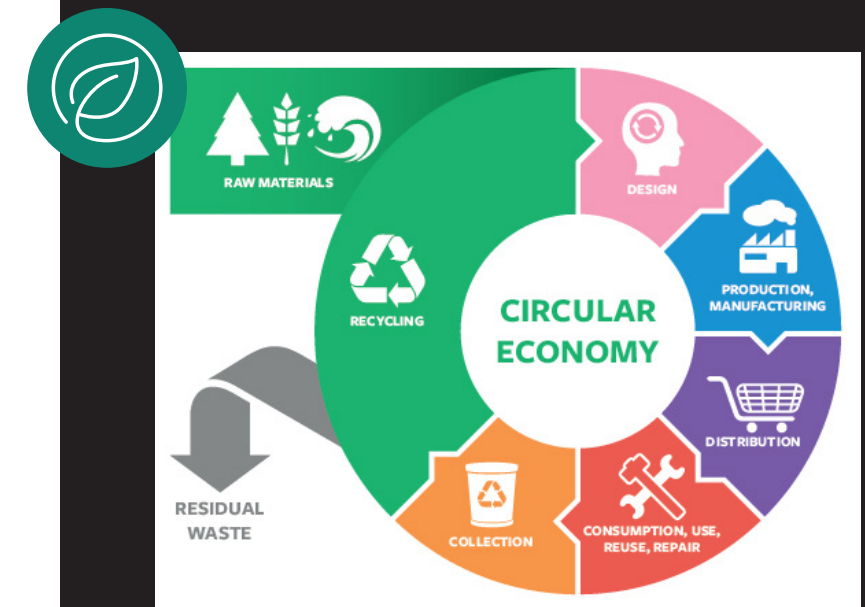 RAW MATERIALS
DESIGN
PRODUCTION,
MANUFACTURING
RECYCLING
CIRCULAR
ECONOMY
DISTRIBUTION
CONSUMPTION, USE,
REUSE, REPAIR
COLLECTION
RESIDUAL
WASTE